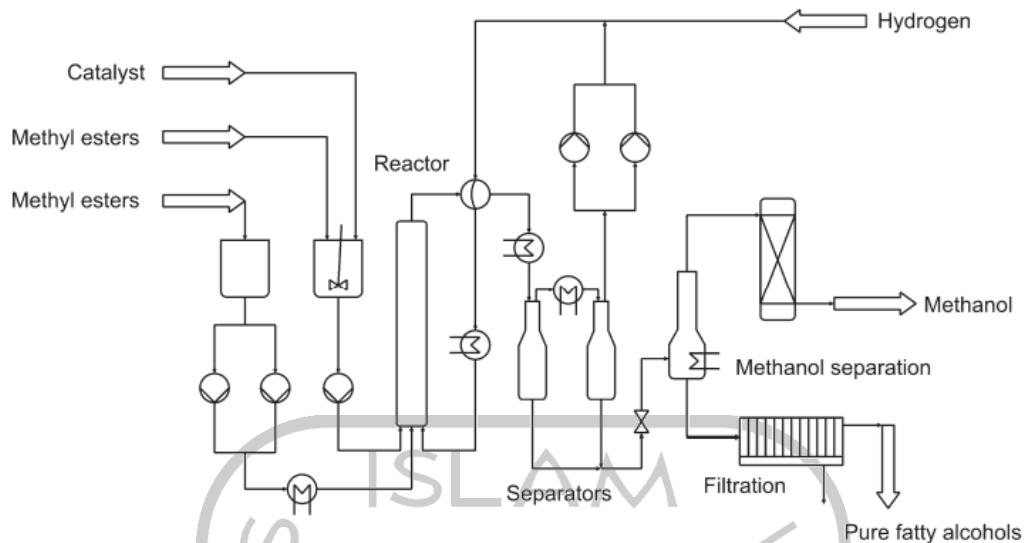 Hydrogen
Catalyst
Methyl esters
Reactor
Methyl esters
Methanol
Methanol separation
Separators
Filtration
Pure fatty alcohols
ISLAM
S